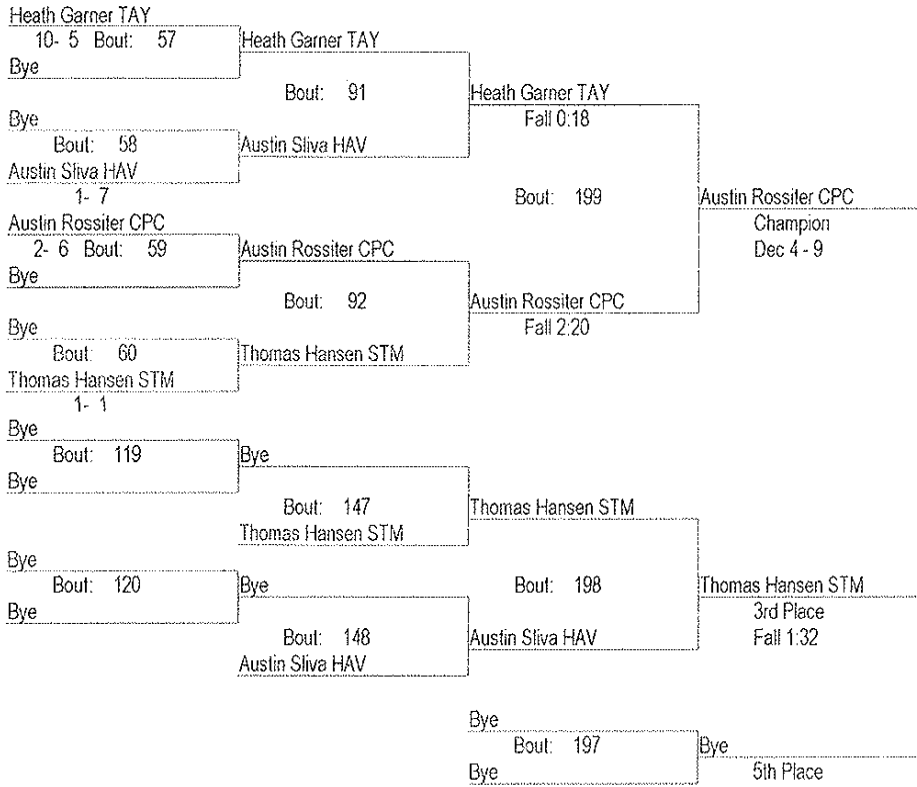 Heath Garner TAY
10- 5 Bout: 57
Bye
Heath Garner TAY
Bout: 91
Bye
Bout: 58
Austin Sliva HAV
1- 7
Austin Sliva HAV
Heath Garner TAY
Fall 0:18
Bout: 199
Austin Rossiter CPC
Champion
Dec 4 - 9
Austin Rossiter CPC
2- 6 Bout: 59
Bye
Austin Rossiter CPC
Bout: 92
Austin Rossiter CPC
Fall 2:20
Bye
Bout: 60
Thomas Hansen STM
1- 1
Thomas Hansen STM
Bye
Bout: 119
Bye
Bye
Bout: 147
Thomas Hansen STM
Thomas Hansen STM
Bye
Bout: 120
Bye
Bye
Bout: 148
Austin Sliva HAV
Bout: 198
Austin Sliva HAV
Thomas Hansen STM
3rd Place
Fall 1:32
Bye
Bout: 197
Bye
Bye
5th Place